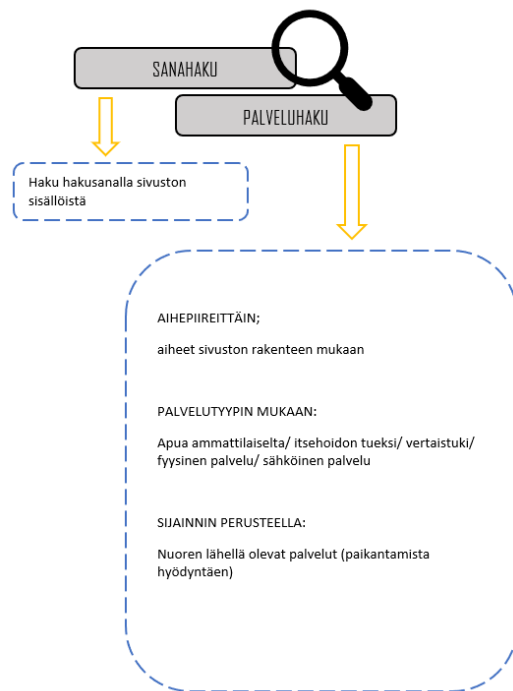 SANAHAKU
PALVELUHAKU
Haku hakusanalla sivuston
sisällöistä
AIHEPIIREITTÄIN;
aiheet sivuston rakenteen mukaan
PALVELUTYYPIN MUKAAN:
Apua ammattilaiselta/ itsehoidon tueksi/ vertaistuki/
fyysinen palvelu/ sähköinen palvelu
SIJAINNIN PERUSTEELLA:
Nuoren lähellä olevat palvelut (paikantamista
hyödyntäen)